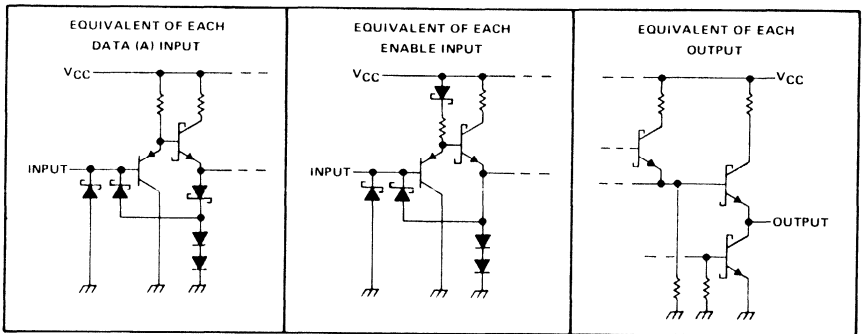 EQUIVALENT OF EACH
DATA (A) INPUT
VCC
INPUT
EQUIVALENT OF EACH
ENABLE INPUT
VCC
INPUT
EQUIVALENT OF EACH
OUTPUT
VCC
OUTPUT